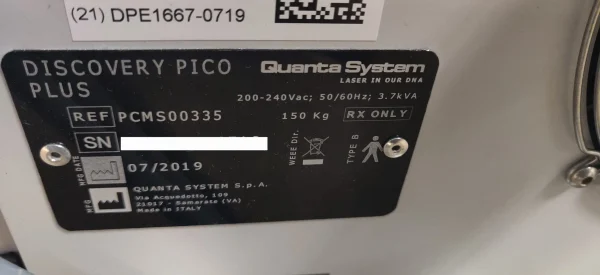 (21) DPE1667-0719
DISCOVERY PICO
PLUS
Quanta System
LASER IN OUR DNA
200-240Vac; 50/60Hz; 3.7kVA
REF PCMS00335
150 Kg RX ONLY
SN
WEEE Dir.
TYPE B
MFG DATE
07/2019
MFG
QUANTA SYSTEM S.p.A.
Via Acquedotto, 109
21017 - Samarate (VA)
Made in ITALY